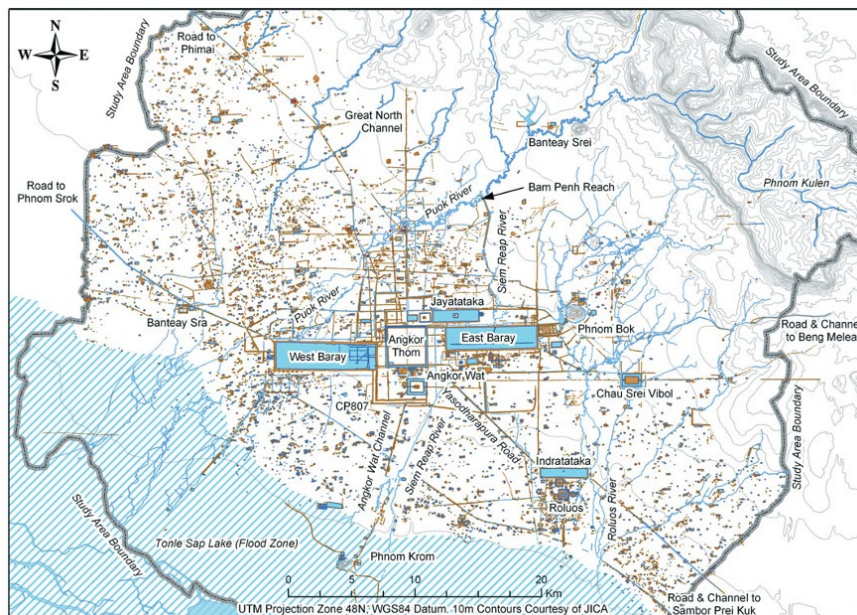 N
W E
S
Road to
Phimai
Study Area Boundary
Study Area Boundary
Great North
Channel
Banteay Srei
Phnom Kulen
Road to
Phnom Srok
Puok River
Bam Penh Reach
Siem Reap River
Puok River
Banteay Sra
Jayatataka
Phnom Bok
Angkor
Thom
East Baray
West Baray
Road & Channel
to Beng Melea
Angkor Wat
Chau Srei Vibol
CP807
Yasodharapura Road
Angkor Wat Channel
Siem Reap River
Study Area Boundary
Indratataka
Roluos
Roluos River
Study Area Boundary
Tonle Sap Lake (Flood Zone)
Phnom Krom
0 10 20
Km
Road & Channel to
Sambor Prei Kuk
UTM Projection Zone 48N, WGS84 Datum. 10m Contours Courtesy of JICA